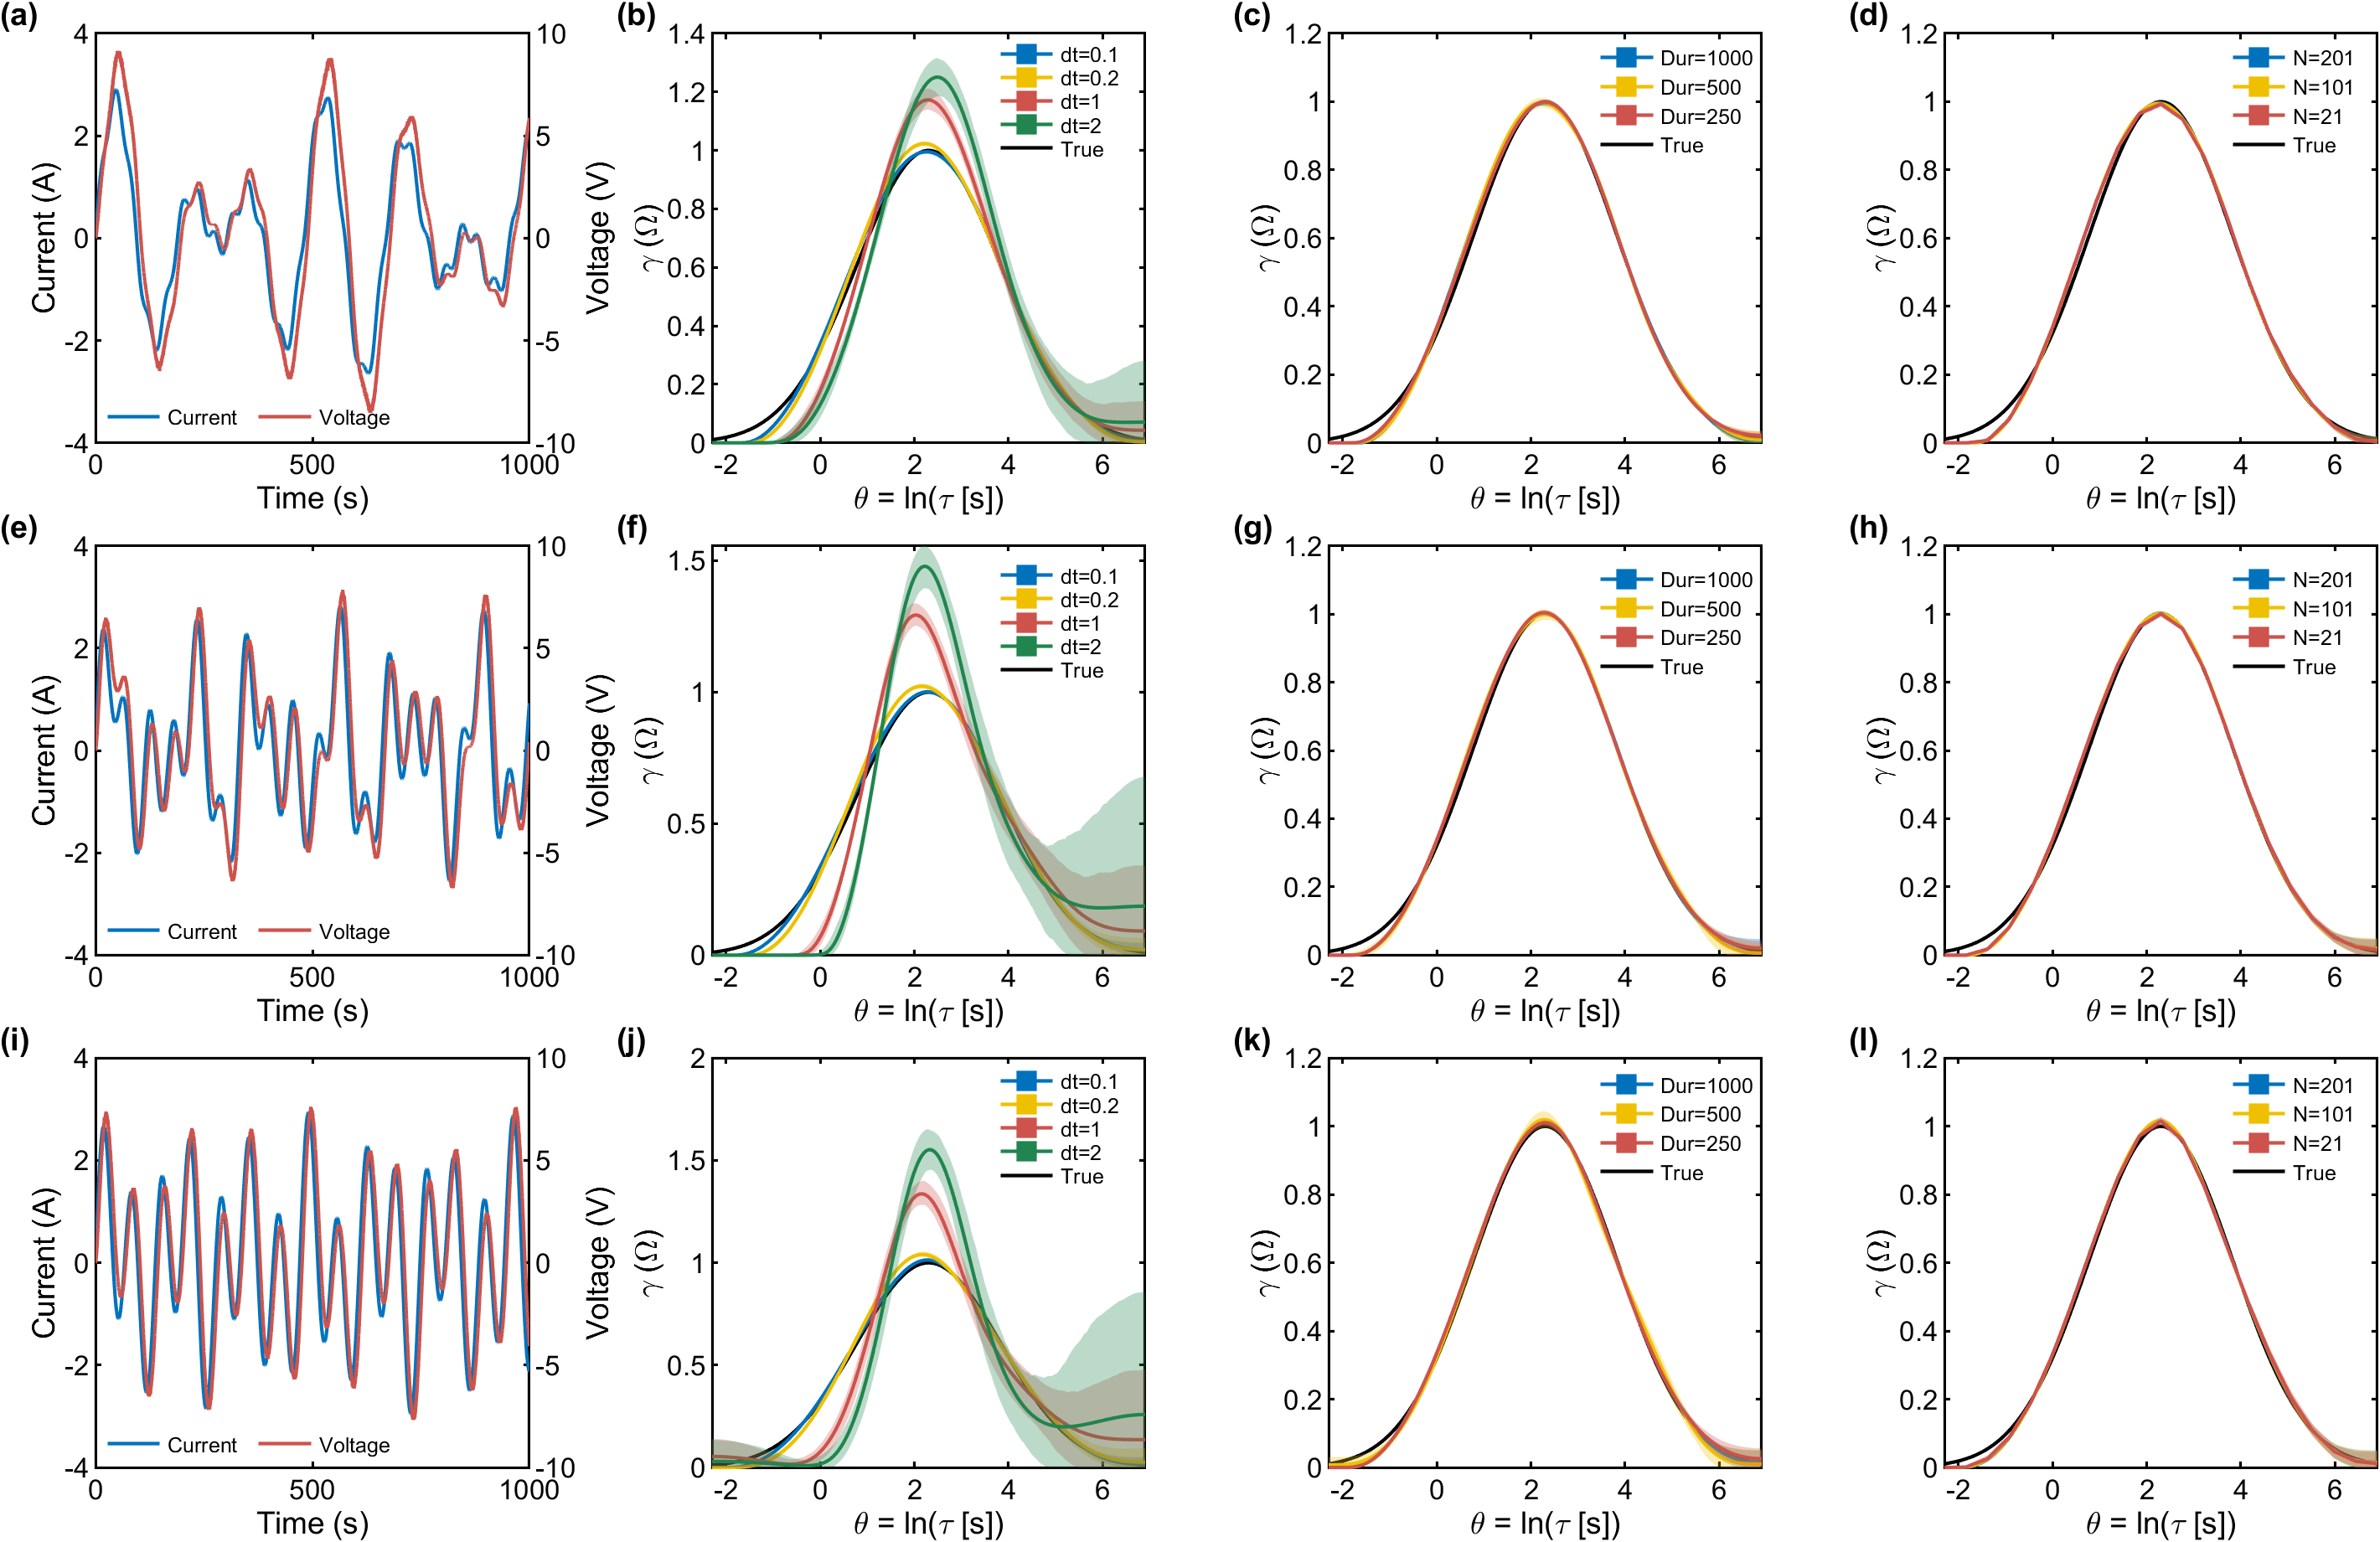 (a)
4
2
0
-2
-4
Current (A)
10
5
0
-5
-10
Voltage (V)
Current
Voltage
0
500
1000
Time (s)
(b)
1.4
1.2
1
0.8
0.6
0.4
0.2
0
γ (Ω)
dt=0.1
dt=0.2
dt=1
dt=2
True
-2
0
2
4
6
θ = ln(τ [s])
(c)
1.2
1
0.8
0.6
0.4
0.2
0
γ (Ω)
Dur=1000
Dur=500
Dur=250
True
-2
0
2
4
6
θ = ln(τ [s])
(d)
1.2
1
0.8
0.6
0.4
0.2
0
γ (Ω)
N=201
N=101
N=21
True
-2
0
2
4
6
θ = ln(τ [s])
(e)
4
2
0
-2
-4
Current (A)
10
5
0
-5
-10
Voltage (V)
Current
Voltage
0
500
1000
Time (s)
(f)
1.5
1
0.5
0
γ (Ω)
dt=0.1
dt=0.2
dt=1
dt=2
True
-2
0
2
4
6
θ = ln(τ [s])
(g)
1.2
1
0.8
0.6
0.4
0.2
0
γ (Ω)
Dur=1000
Dur=500
Dur=250
True
-2
0
2
4
6
θ = ln(τ [s])
(h)
1.2
1
0.8
0.6
0.4
0.2
0
γ (Ω)
N=201
N=101
N=21
True
-2
0
2
4
6
θ = ln(τ [s])
(i)
4
2
0
-2
-4
Current (A)
10
5
0
-5
-10
Voltage (V)
Current
Voltage
0
500
1000
Time (s)
(j)
2
1.5
1
0.5
0
γ (Ω)
dt=0.1
dt=0.2
dt=1
dt=2
True
-2
0
2
4
6
θ = ln(τ [s])
(k)
1.2
1
0.8
0.6
0.4
0.2
0
γ (Ω)
Dur=1000
Dur=500
Dur=250
True
-2
0
2
4
6
θ = ln(τ [s])
(l)
1.2
1
0.8
0.6
0.4
0.2
0
γ (Ω)
N=201
N=101
N=21
True
-2
0
2
4
6
θ = ln(τ [s])